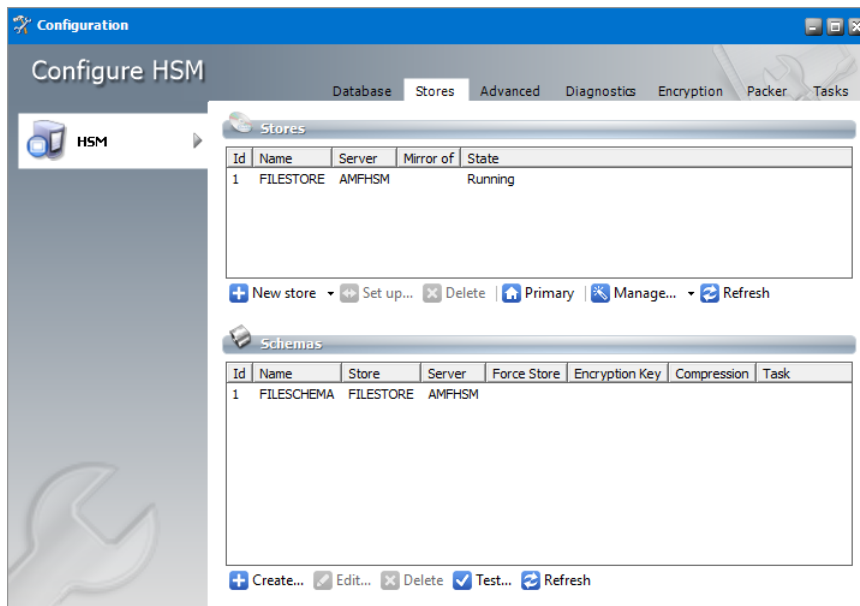 Configuration
Configure HSM
Database Stores Advanced Diagnostics Encryption Packer Tasks
HSM
Stores
Id Name Server Mirror of State
1 FILESTORE AMFHSM Running
New store Set up... Delete Primary Manage... Refresh
Schemas
Id Name Store Server Force Store Encryption Key Compression Task
1 FILESCHEMA FILESTORE AMFHSM
Create... Edit... Delete Test... Refresh